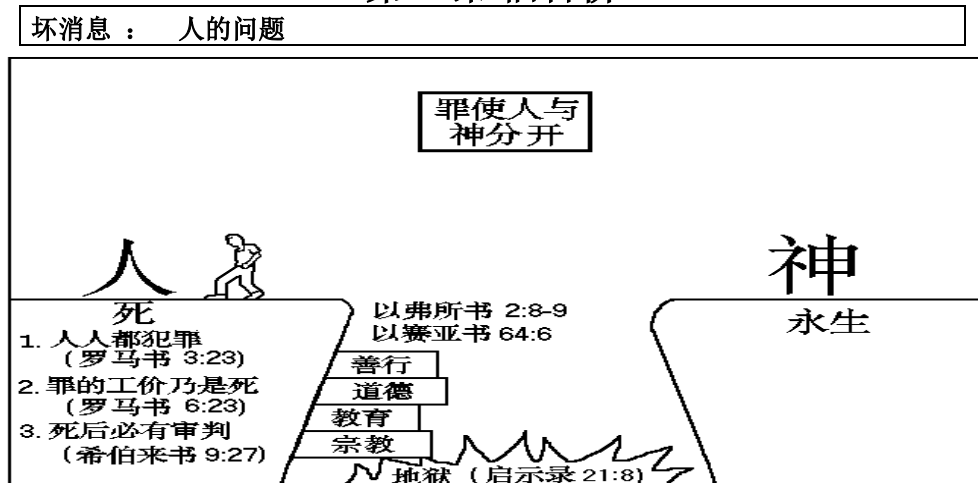 坏消息 ： 人的问题
罪使人与
神分开
人
神
死
永生
1. 人人都犯罪
(罗马书 3:23)
2. 罪的工价乃是死
(罗马书 6:23)
3. 死后必有审判
(希伯来书 9:27)
以弗所书 2:8-9
以赛亚书 64:6
善行
道德
教育
宗教
地狱 (启示录 21:8)